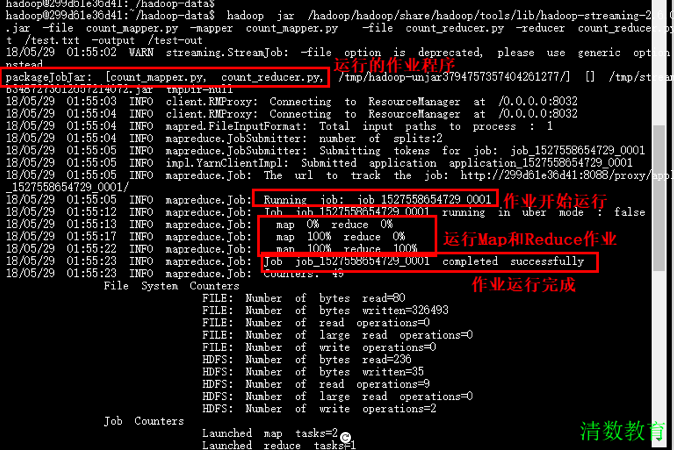 hadoop@299d61e36d41:~/hadoop-data$
hadoop@299d61e36d41:~/hadoop-data$ hadoop jar /hadoop/hadoop/share/hadoop/tools/lib/hadoop-streaming-2
.jar -file count_mapper.py -mapper count_mapper.py -file count_reducer.py -reducer count_reducer.py
t /test.txt -output /test-out
18/05/29 01:55:02 WARN streaming.StreamJob: -file option is deprecated, please use generic option
nstead.
packageJobJar: [count_mapper.py, count_reducer.py, /tmp/hadoop-unjar3794757357404261277/] [] /tmp/stream
b3487273612057214072.jar tmpDir=null
运行的作业程序
18/05/29 01:55:03 INFO client.RMProxy: Connecting to ResourceManager at /0.0.0.0:8032
18/05/29 01:55:04 INFO client.RMProxy: Connecting to ResourceManager at /0.0.0.0:8032
18/05/29 01:55:04 INFO mapred.FileInputFormat: Total input paths to process : 1
18/05/29 01:55:04 INFO mapreduce.JobSubmitter: number of splits:2
18/05/29 01:55:05 INFO mapreduce.JobSubmitter: Submitting tokens for job: job_1527558654729_0001
18/05/29 01:55:05 INFO impl.YarnClientImpl: Submitted application application_1527558654729_0001
18/05/29 01:55:05 INFO mapreduce.Job: The url to track the job: http://299d61e36d41:8088/proxy/appl
_1527558654729_0001/
18/05/29 01:55:05 INFO mapreduce.Job: Running job: job_1527558654729_0001
作业开始运行
18/05/29 01:55:12 INFO mapreduce.Job: Job job_1527558654729_0001 running in uber mode : false
18/05/29 01:55:13 INFO mapreduce.Job: map 0% reduce 0%
18/05/29 01:55:17 INFO mapreduce.Job: map 100% reduce 0%
18/05/29 01:55:22 INFO mapreduce.Job: map 100% reduce 100%
运行Map和Reduce作业
18/05/29 01:55:23 INFO mapreduce.Job: Job job_1527558654729_0001 completed successfully
18/05/29 01:55:23 INFO mapreduce.Job: Counters: 49
作业运行完成
File System Counters
FILE: Number of bytes read=80
FILE: Number of bytes written=326493
FILE: Number of read operations=0
FILE: Number of large read operations=0
FILE: Number of write operations=0
HDFS: Number of bytes read=236
HDFS: Number of bytes written=35
HDFS: Number of read operations=9
HDFS: Number of large read operations=0
HDFS: Number of write operations=2
Job Counters
Launched map tasks=2
Launched reduce tasks=1
清数教育